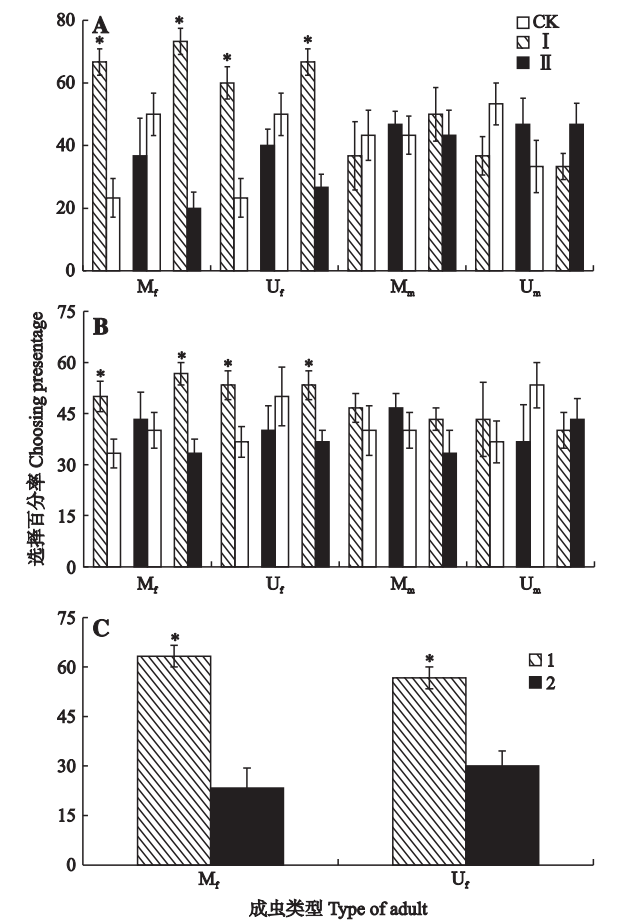 A
80
60
40
20
0
CK
Ⅰ
Ⅱ
* * * *
Mf Uf Mm Um
B
75
60
45
30
15
0
* * * *
Mf Uf Mm Um
选择百分率 Choosing presentage
C
75
60
45
30
15
0
1
2
* *
Mf Uf
成虫类型 Type of adult